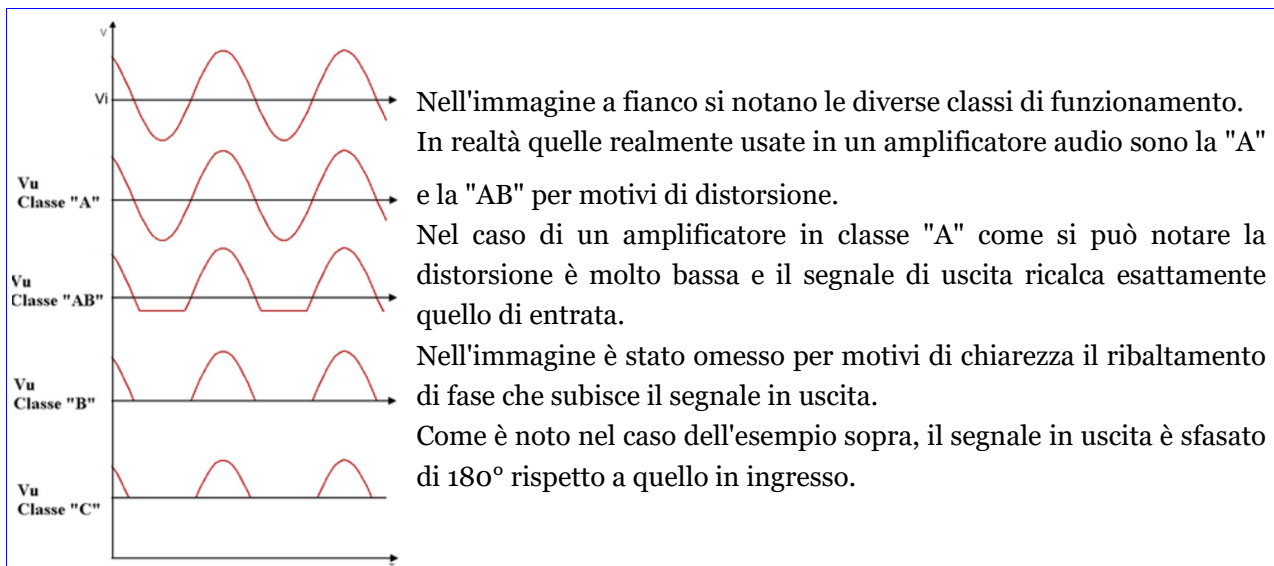 v
Vi
Vu
Classe "A"
Vu
Classe "AB"
Vu
Classe "B"
Vu
Classe "C"
Nell'immagine a fianco si notano le diverse classi di funzionamento.
In realtà quelle realmente usate in un amplificatore audio sono la "A"
e la "AB" per motivi di distorsione.
Nel caso di un amplificatore in classe "A" come si può notare la
distorsione è molto bassa e il segnale di uscita ricalca esattamente
quello di entrata.
Nell'immagine è stato omesso per motivi di chiarezza il ribaltamento
di fase che subisce il segnale in uscita.
Come è noto nel caso dell'esempio sopra, il segnale in uscita è sfasato
di 180° rispetto a quello in ingresso.